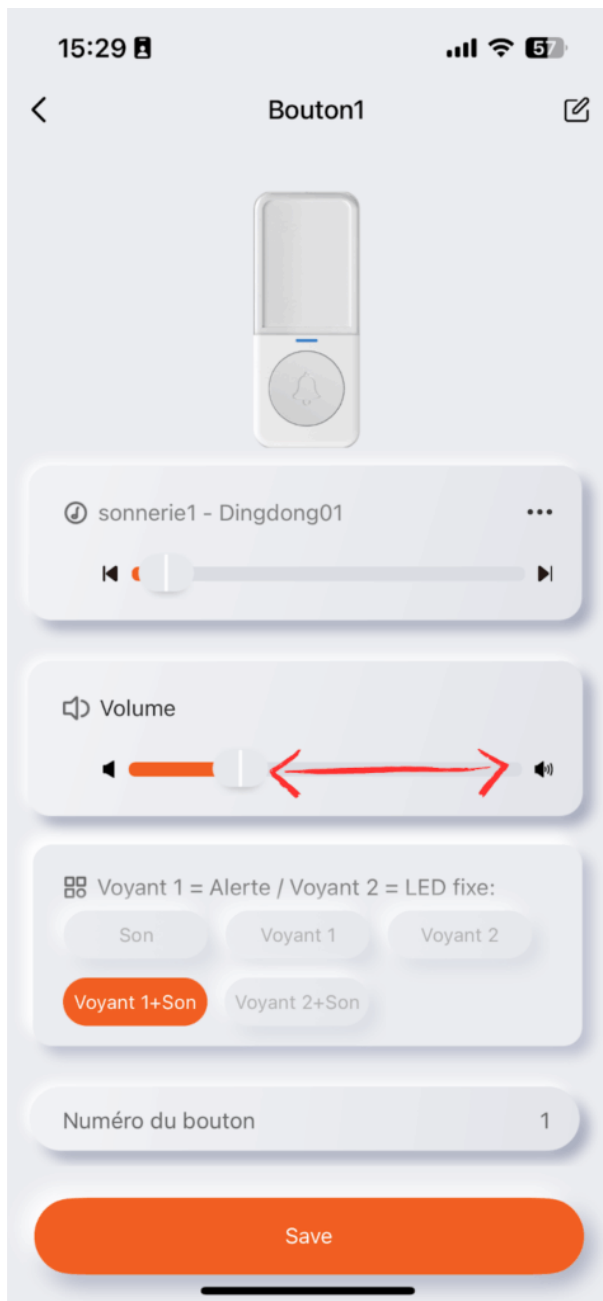 15:29
57
Bouton1
sonnerie1 - Dingdong01
Volume
Voyant 1 = Alerte / Voyant 2 = LED fixe:
Son Voyant 1 Voyant 2
Voyant 1+Son Voyant 2+Son
Numéro du bouton 1
Save